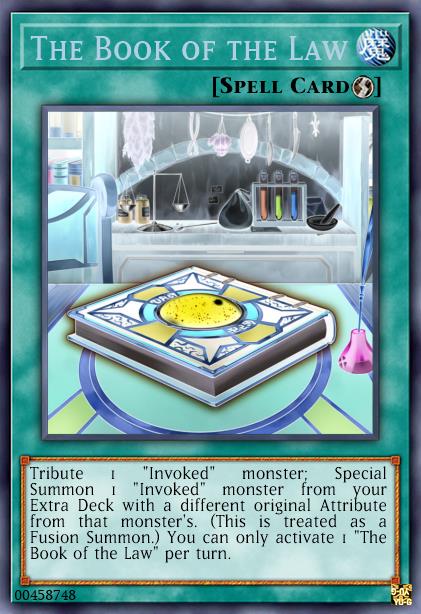 The Book of the Law 魔
[Spell Card]
Tribute 1 "Invoked" monster; Special
Summon 1 "Invoked" monster from your
Extra Deck with a different original Attribute
from that monster's. (This is treated as a
Fusion Summon.) You can only activate 1 "The
Book of the Law" per turn.
00458748